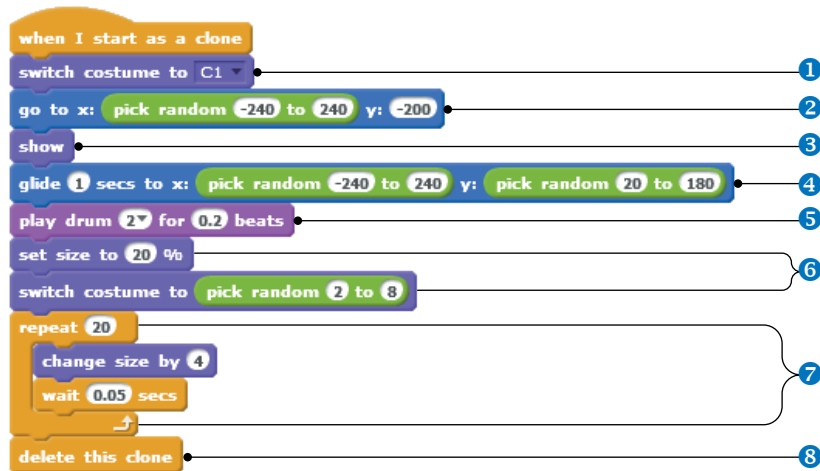 when I start as a clone
switch costume to C1 1
go to x: pick random -240 to 240 y: -200 2
show 3
glide 1 secs to x: pick random -240 to 240 y: pick random 20 to 180 4
play drum 2 for 0.2 beats 5
set size to 20 %
6
switch costume to pick random 2 to 8
repeat 20
change size by 4
7
wait 0.05 secs
delete this clone 8